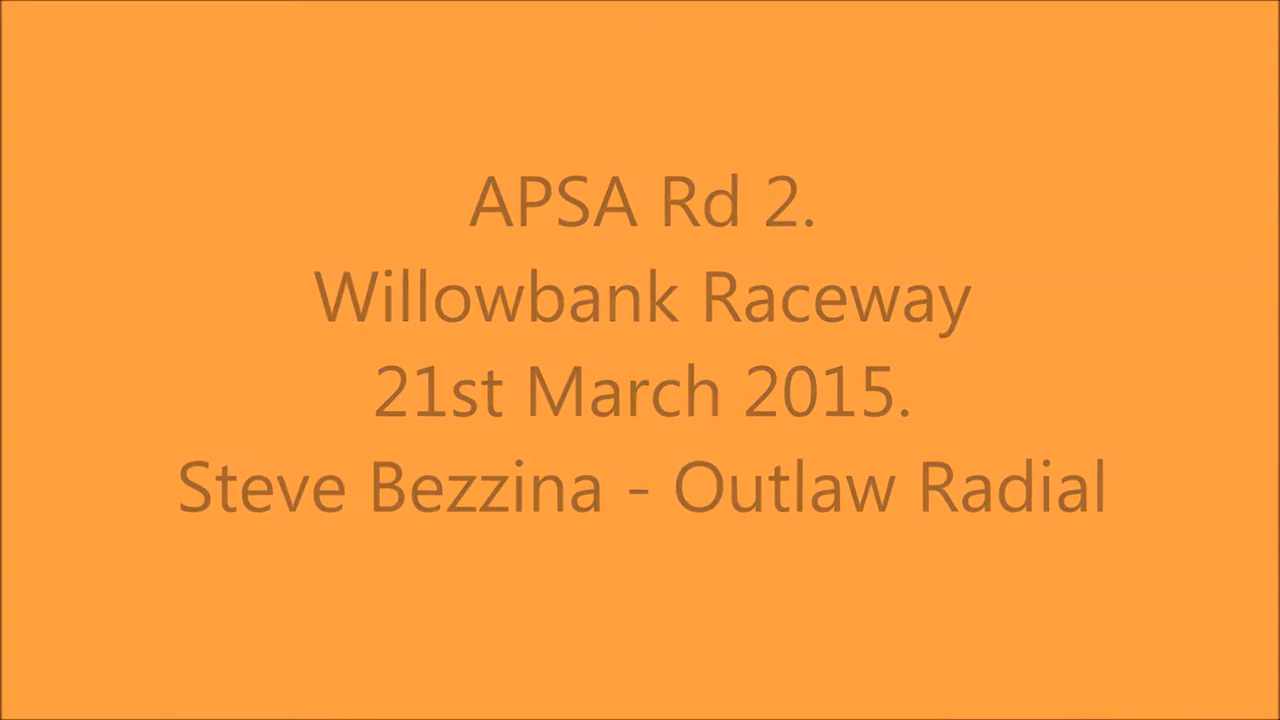 APSA Rd 2.
Willowbank Raceway
21st March 2015.
Steve Bezzina - Outlaw Radial